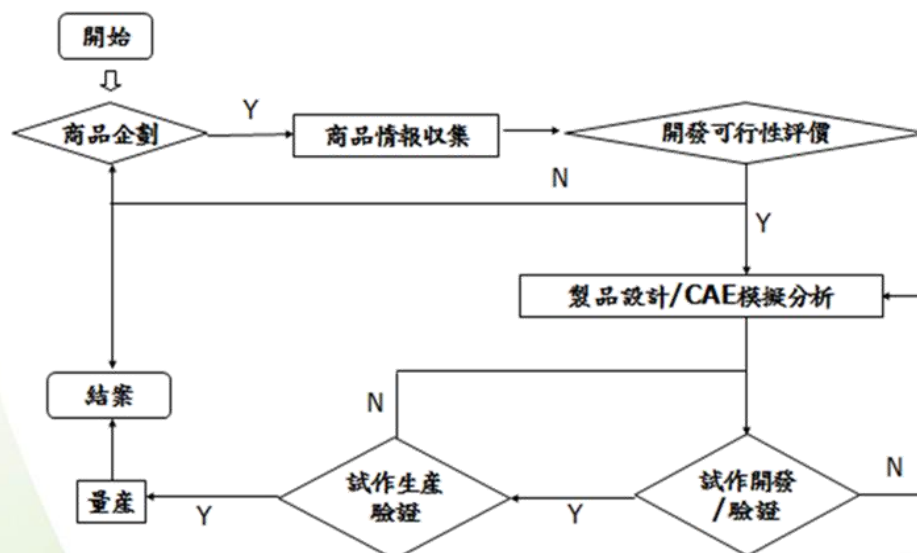 開始
商品企劃
Y
商品情報收集
開發可行性評價
N
Y
製品設計/CAE模擬分析
結案
N
試作生產
驗證
試作開發
/驗證
N
量產
Y
Y